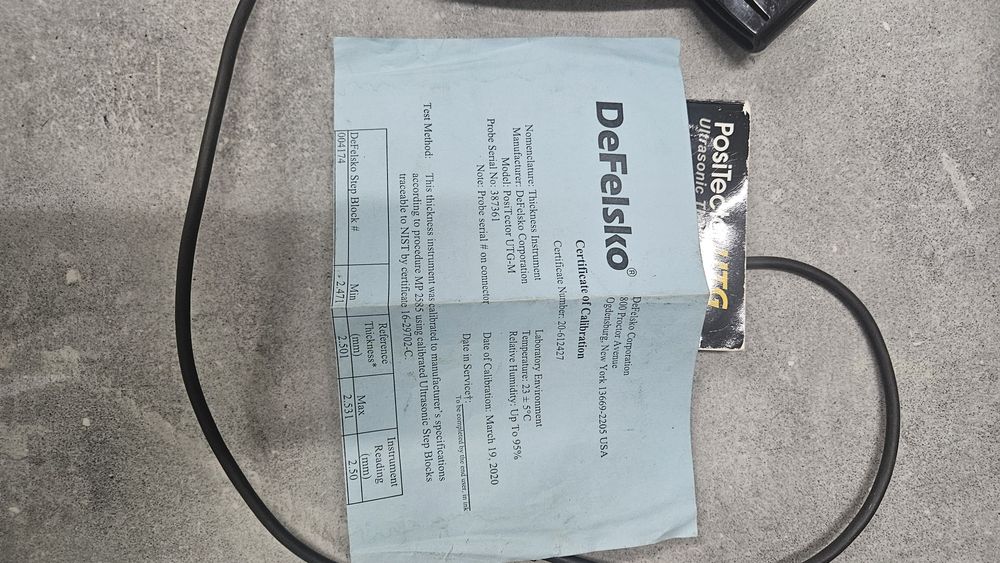 DeFelsko®
DeFelsko Corporation
800 Proctor Avenue
Ogdensburg, New York 13669-2205 USA
Certificate of Calibration
Certificate Number: 20-612427
Nomenclature: Thickness Instrument
Manufacturer: DeFelsko Corporation
Model: PosiTector UTG-M
Probe Serial No: 387361
Note: Probe serial # on connector
Laboratory Environment
Temperature: 23 ± 5°C
Relative Humidity: Up To 95%
Date of Calibration: March 19, 2020
Date in Service†:
To be completed by the end user, in ink
Test Method: This thickness instrument was calibrated to manufacturer's specifications
according to procedure MP 2585 using calibrated Ultrasonic Step Blocks
traceable to NIST by certificate 16-29702-C.
DeFelsko Step Block # Min Reference Thickness* (mm) Max Instrument Reading (mm)
004174 2.471 2.501 2.531 2.50
PosiTector UTG
Ultrasonic